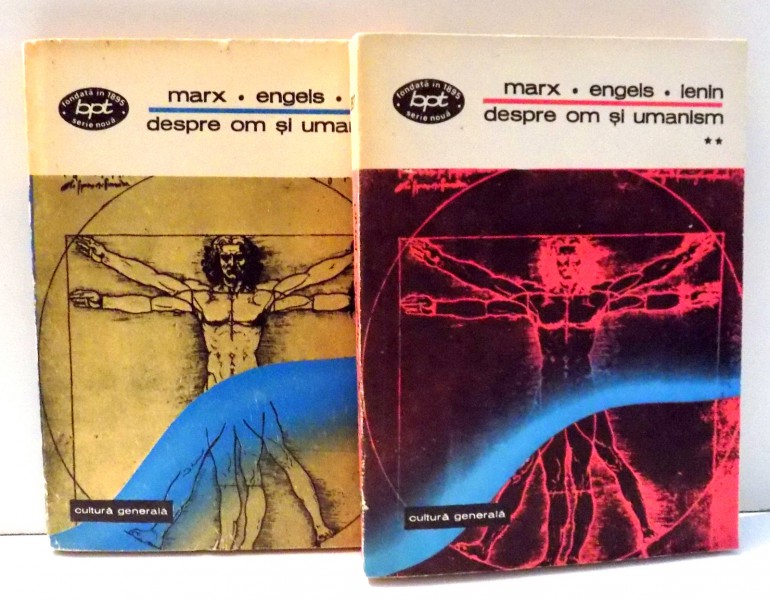 fondată în 1895
bpt
serie nouă
marx • engels •
despre om și uma
cultură generală
fondată în 1895
bpt
serie nouă
marx • engels • lenin
despre om și umanism
**
cultură generală